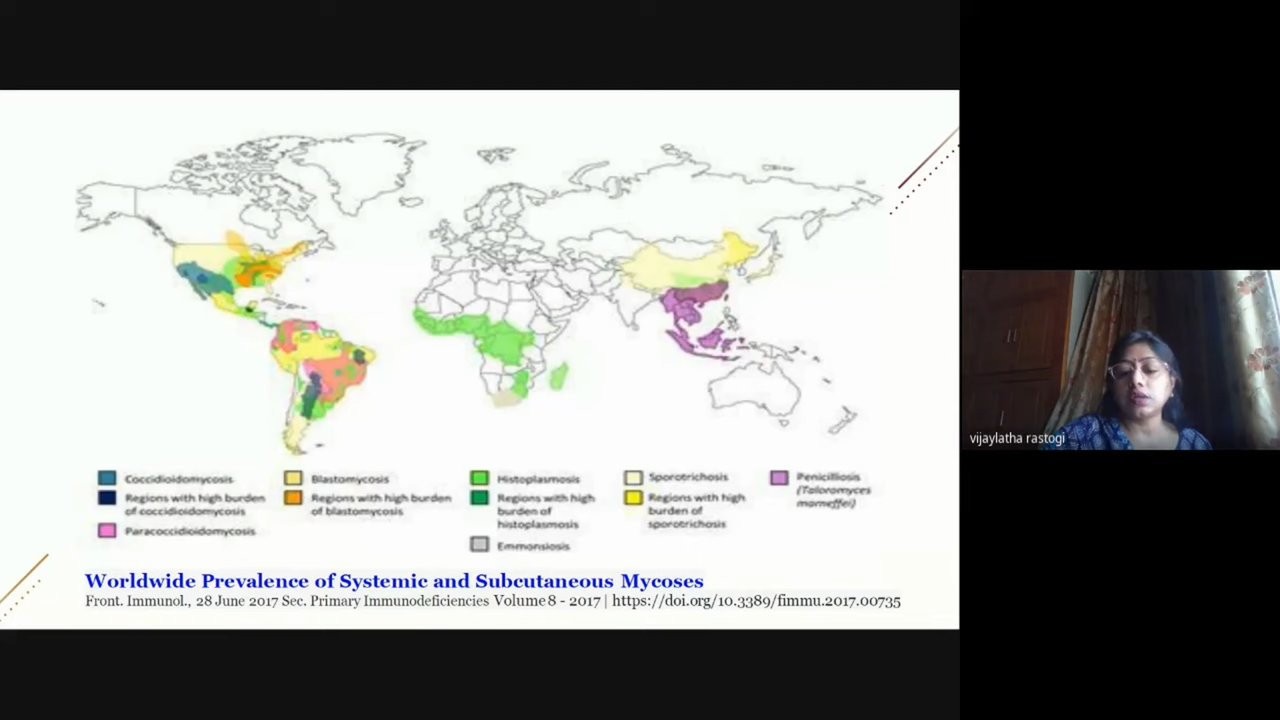 Coccidioidomycosis
Regions with high burden
of coccidioidomycosis
Paracoccidioidomycosis
Blastomycosis
Regions with high burden
of blastomycosis
Histoplasmosis
Regions with high
burden of
histoplasmosis
Emmonsiosis
Sporotrichosis
Regions with high
burden of
sporotrichosis
Penicilliosis
(Talaromyces
marneffei)
Worldwide Prevalence of Systemic and Subcutaneous Mycoses
Front. Immunol., 28 June 2017 Sec. Primary Immunodeficiencies Volume 8 - 2017 | https://doi.org/10.3389/fimmu.2017.00735
vijaylatha rastogi